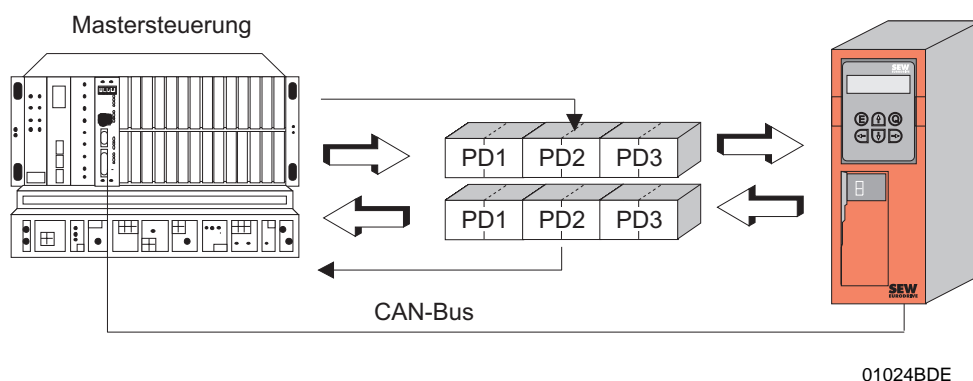 Mastersteuerung
SEW
E Q
PD1 PD2 PD3
PD1 PD2 PD3
SEW
EURODRIVE
CAN-Bus
01024BDE